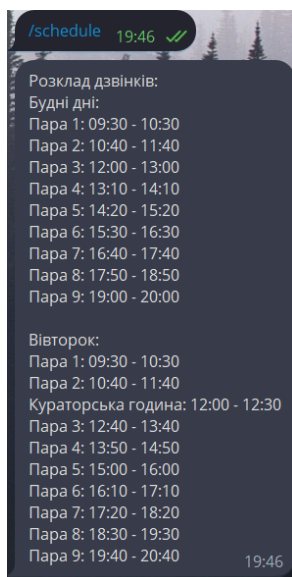 /schedule 19:46
Розклад дзвінків:
Будні дні:
Пара 1: 09:30 - 10:30
Пара 2: 10:40 - 11:40
Пара 3: 12:00 - 13:00
Пара 4: 13:10 - 14:10
Пара 5: 14:20 - 15:20
Пара 6: 15:30 - 16:30
Пара 7: 16:40 - 17:40
Пара 8: 17:50 - 18:50
Пара 9: 19:00 - 20:00
Вівторок:
Пара 1: 09:30 - 10:30
Пара 2: 10:40 - 11:40
Кураторська година: 12:00 - 12:30
Пара 3: 12:40 - 13:40
Пара 4: 13:50 - 14:50
Пара 5: 15:00 - 16:00
Пара 6: 16:10 - 17:10
Пара 7: 17:20 - 18:20
Пара 8: 18:30 - 19:30
Пара 9: 19:40 - 20:40
19:46